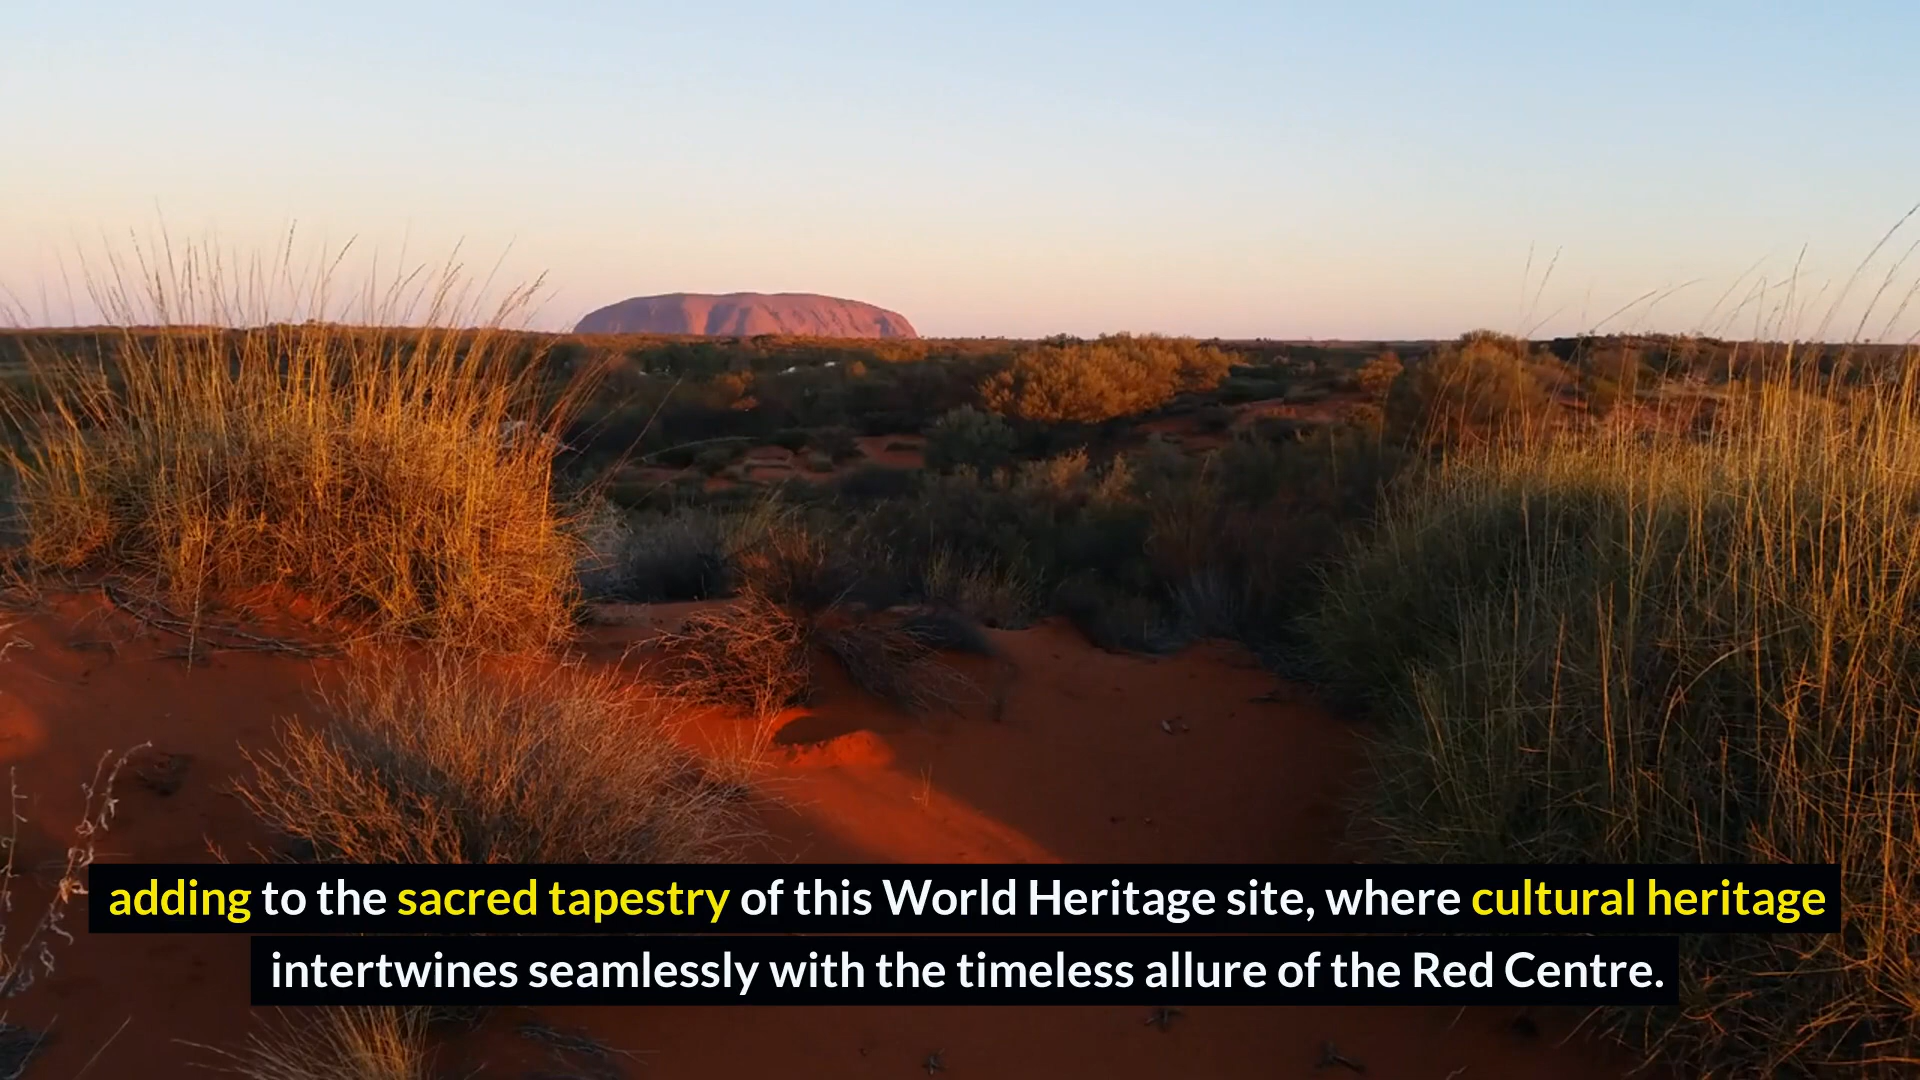 adding to the sacred tapestry of this World Heritage site, where cultural heritage
intertwines seamlessly with the timeless allure of the Red Centre.